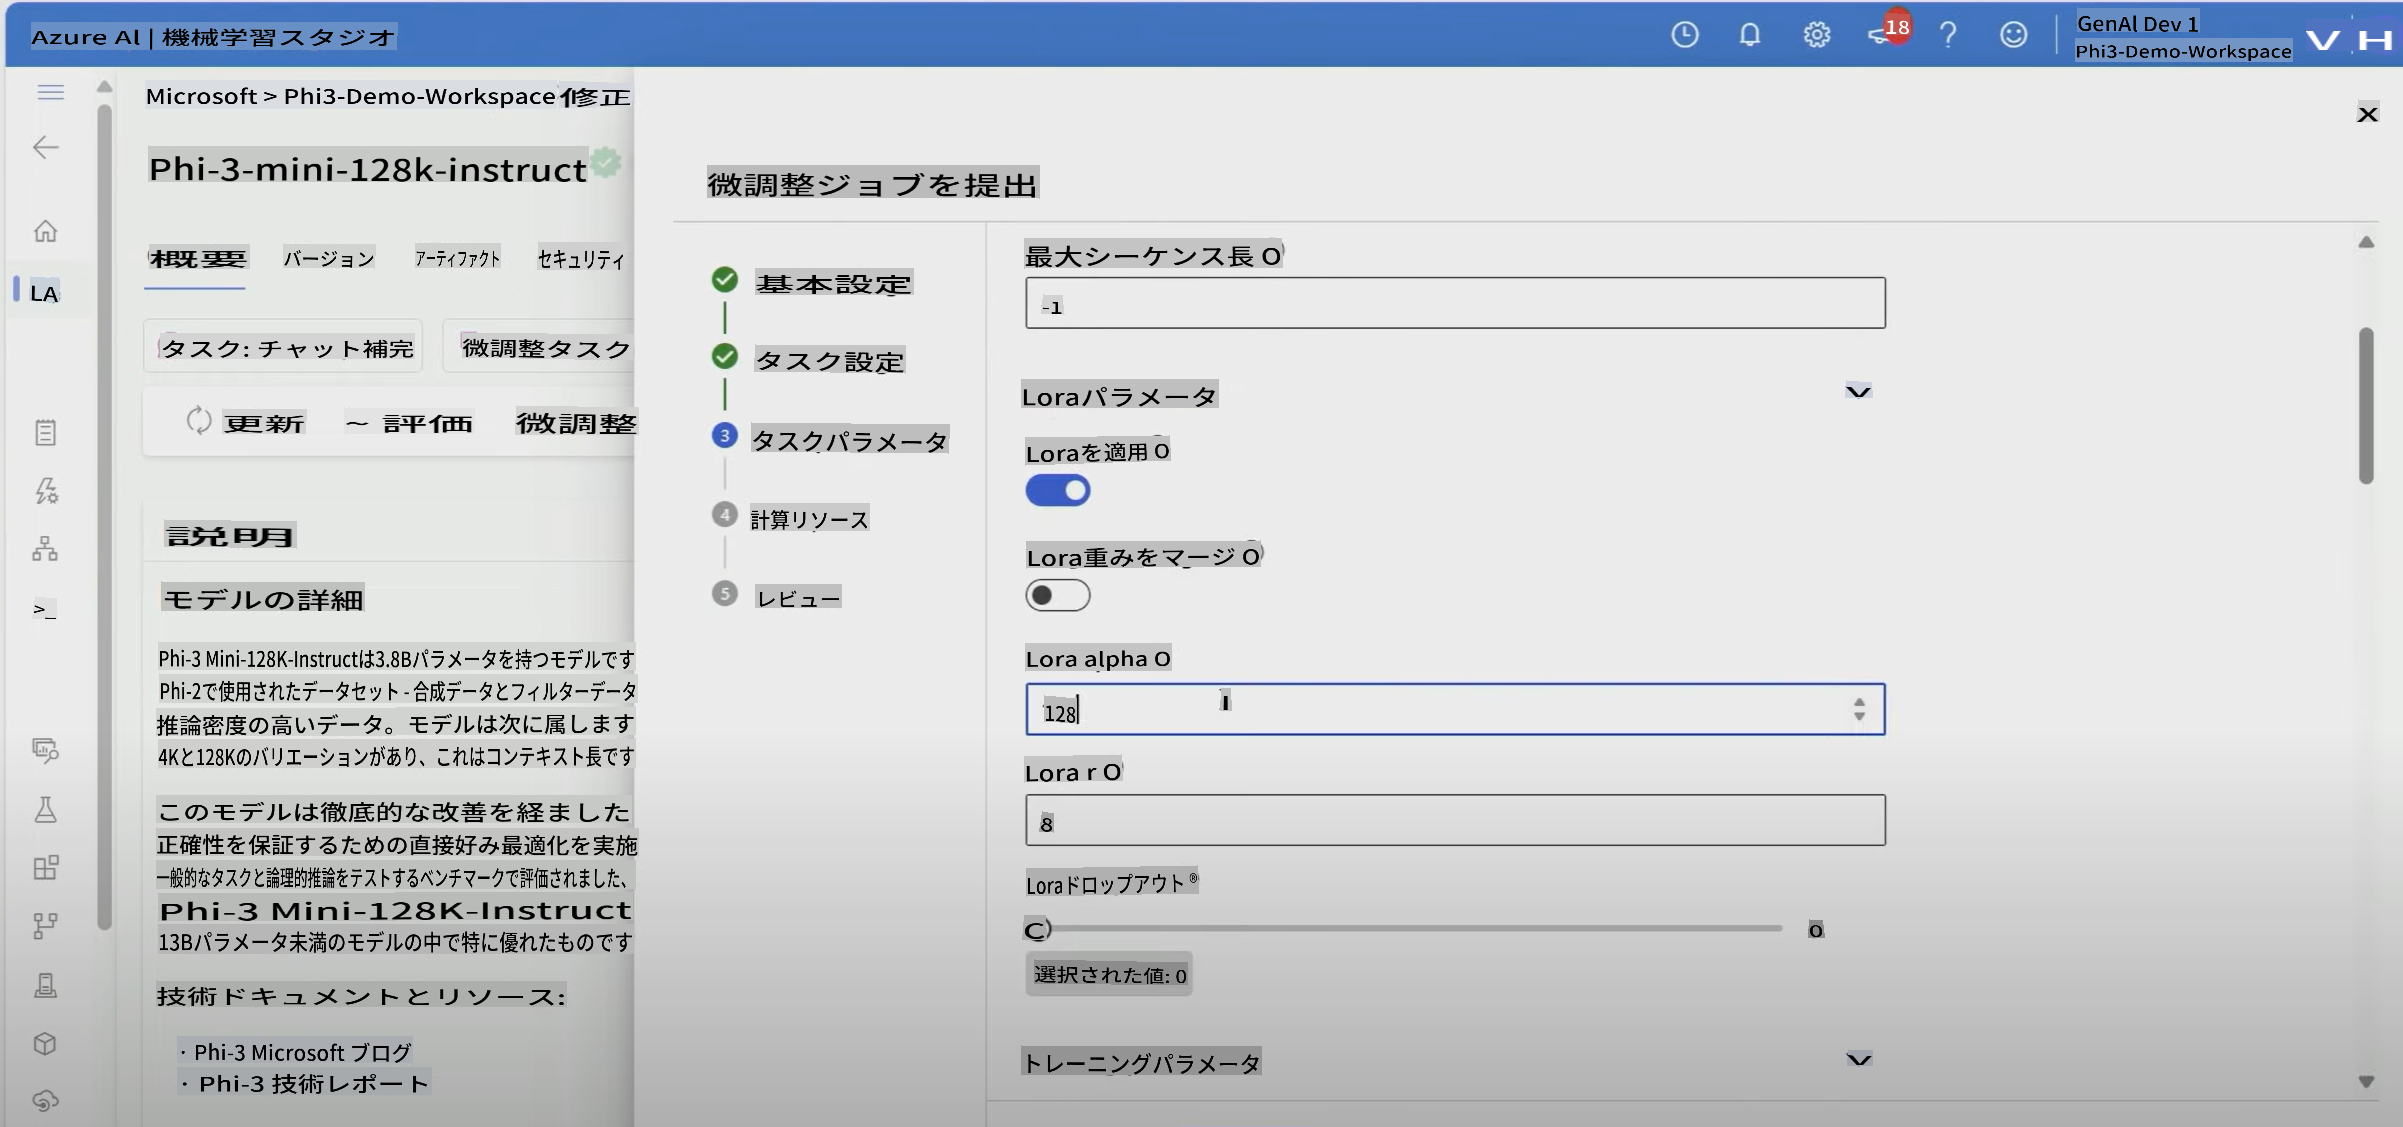 Azure Al | 機械学習スタジオ
18
GenAl Dev 1
Phi3-Demo-Workspace
V H
Microsoft > Phi3-Demo-Workspace 修正
Phi-3-mini-128k-instruct
概要 バージョン アーティファクト セキュリティ
LA
タスク: チャット補完 微調整タスク
更新 ~ 評価 微調整
説明
モデルの詳細
>_
Phi-3 Mini-128K-Instructは3.8Bパラメータを持つモデルです
Phi-2で使用されたデータセット - 合成データとフィルターデータ
推論密度の高いデータ。モデルは次に属します
4Kと128Kのバリエーションがあり、これはコンテキスト長です
このモデルは徹底的な改善を経ました
正確性を保証するための直接好み最適化を実施
一般的なタスクと論理的推論をテストするベンチマークで評価されました、
Phi-3 Mini-128K-Instruct
13Bパラメータ未満のモデルの中で特に優れたものです
技術ドキュメントとリソース:
· Phi-3 Microsoft ブログ
· Phi-3 技術レポート
X
微調整ジョブを提出
基本設定
タスク設定
3 タスクパラメータ
4 計算リソース
5 レビュー
最大シーケンス長 O
-1
Loraパラメータ
Loraを適用 O
Lora重みをマージ O
Lora alpha O
128
I
Lora r O
8
Loraドロップアウト ®
C 0
選択された値: 0
トレーニングパラメータ